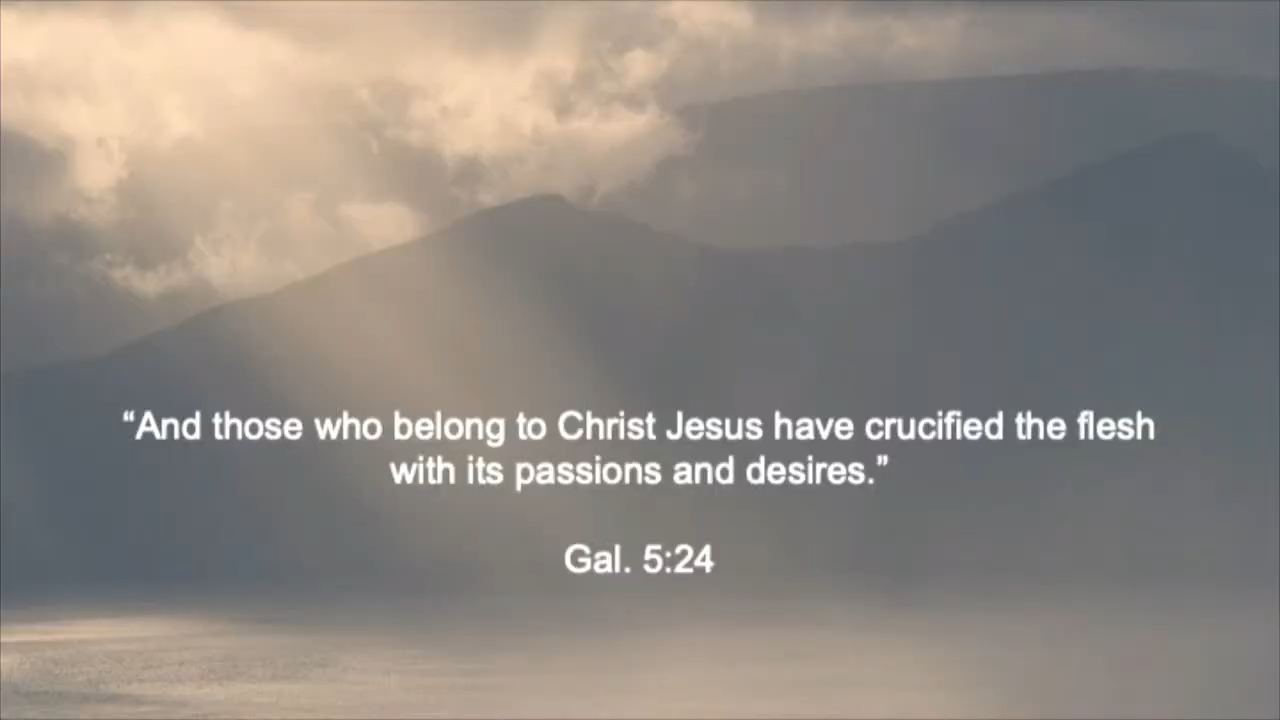 “And those who belong to Christ Jesus have crucified the flesh
with its passions and desires.”
Gal. 5:24